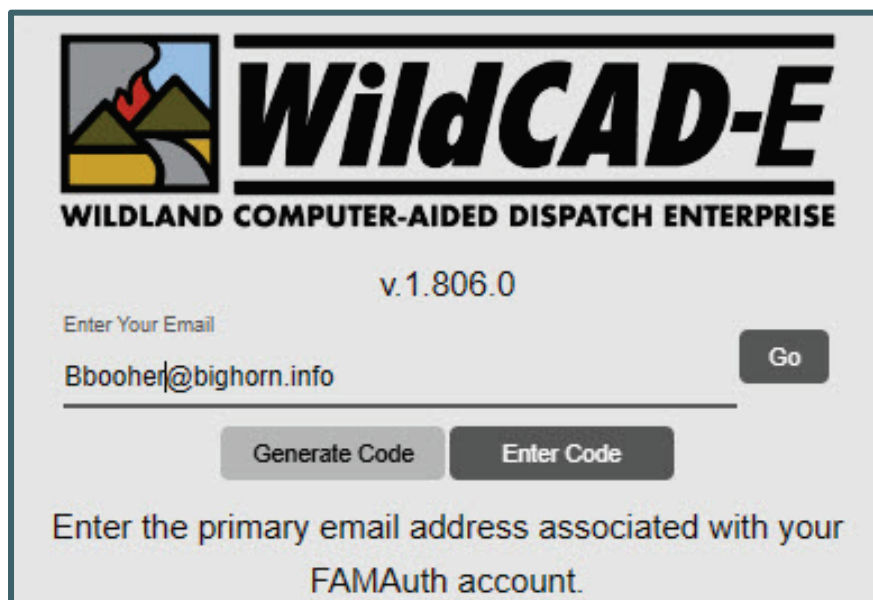 WildCAD-E
WILDLAND COMPUTER-AIDED DISPATCH ENTERPRISE
v.1.806.0
Enter Your Email
Go
Bbooher@bighorn.info
Generate Code Enter Code
Enter the primary email address associated with your
FAMAuth account.